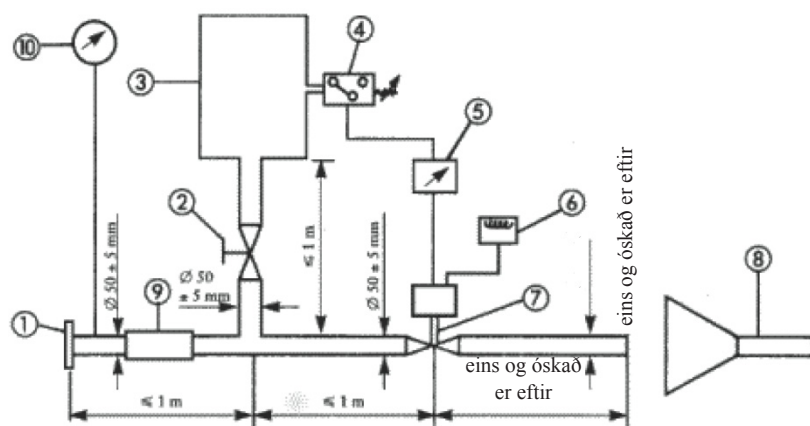 10
4
3
5
eins og óskað er eftir
2
6
≤ 1 m
Ø 50 ± 5 mm
Ø 50
± 5 mm
Ø 50 ± 5 mm
9
7
8
1
eins og óskað
er eftir
≤ 1 m
≤ 1 m